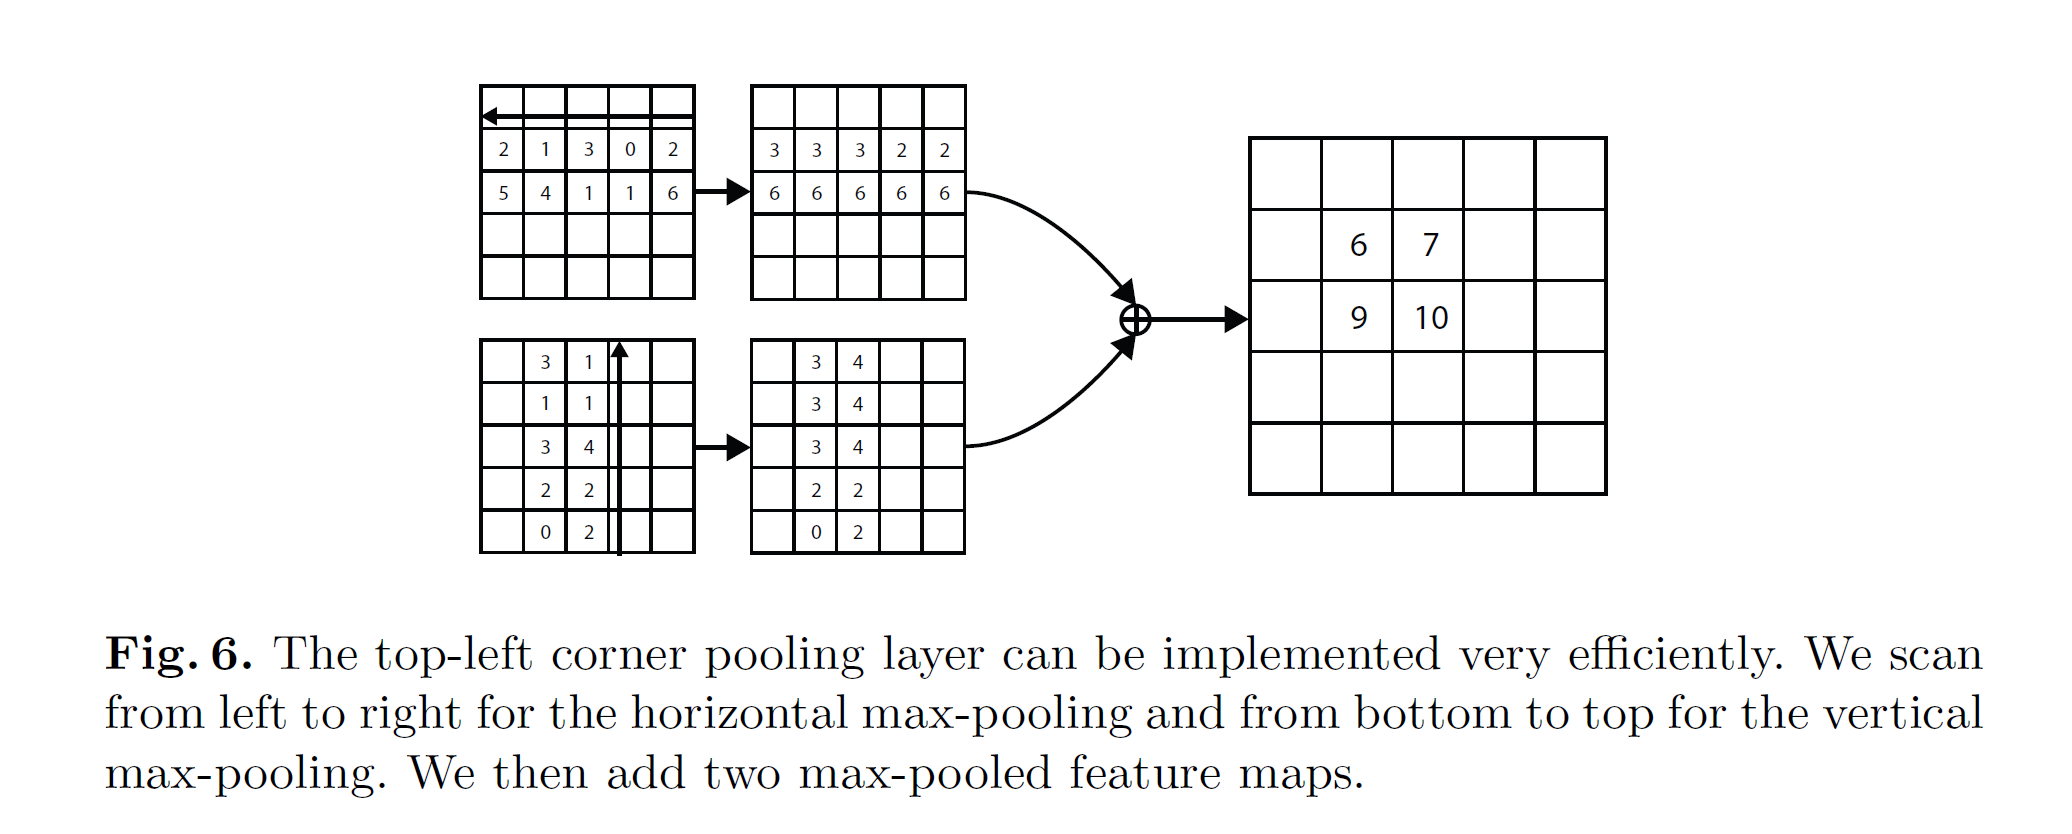 2 1 3 0 2
5 4 1 1 6
3 3 3 2 2
6 6 6 6 6
3 1
1 1
3 4
2 2
0 2
3 4
3 4
3 4
2 2
0 2
6 7
9 10
Fig. 6. The top-left corner pooling layer can be implemented very efficiently. We scan
from left to right for the horizontal max-pooling and from bottom to top for the vertical
max-pooling. We then add two max-pooled feature maps.